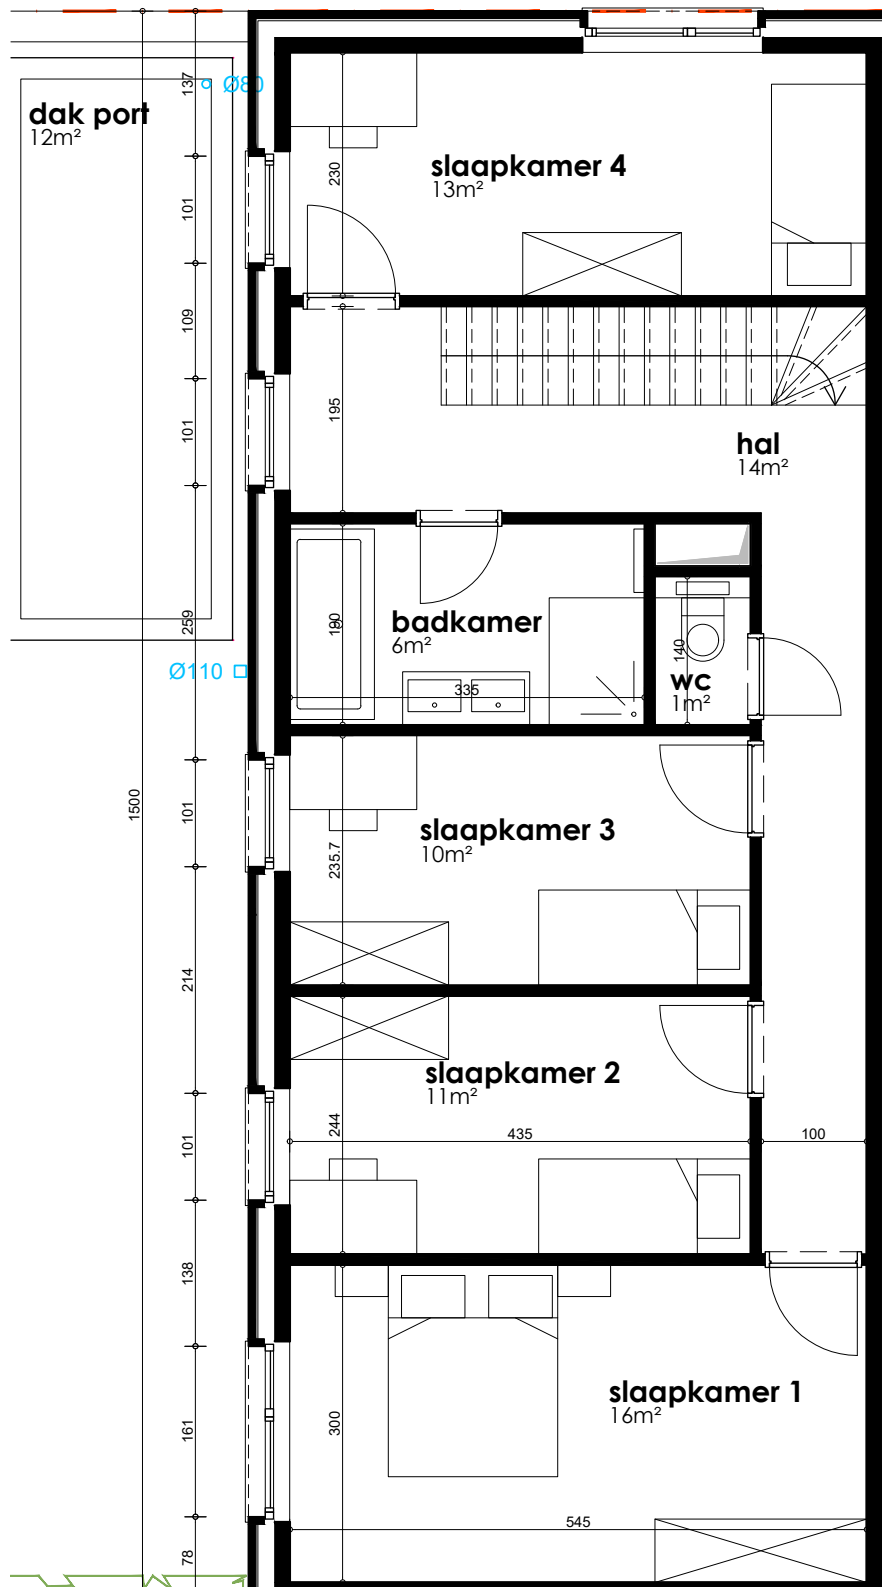 137
Ø80
dak port
12m²
slaapkamer 4
13m²
230
101
109
101
195
hal
14m²
259
190
badkamer
6m²
140
wc
1m²
Ø110
335
1500
101
slaapkamer 3
10m²
235.7
214
slaapkamer 2
11m²
244
435
100
101
138
slaapkamer 1
16m²
300
161
545
78